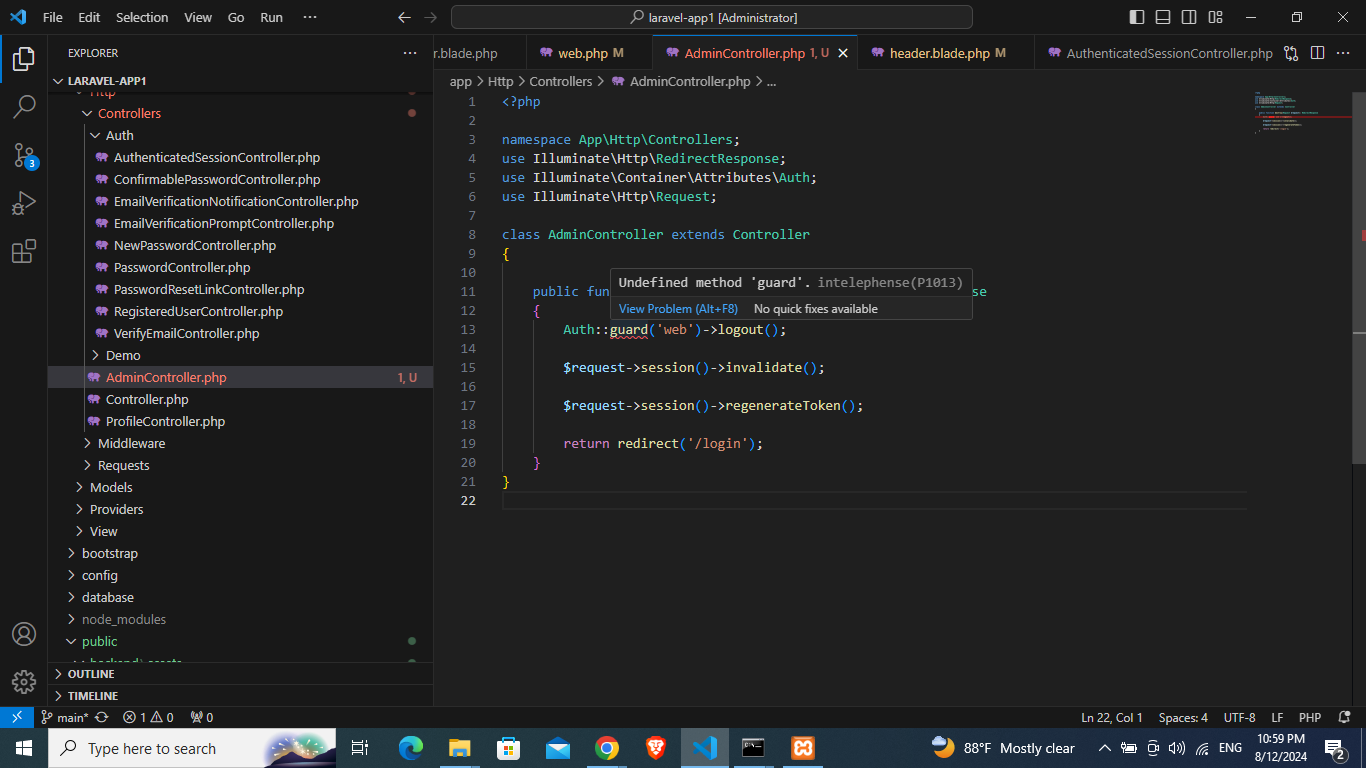 File Edit Selection View Go Run ··· laravel-app1 [Administrator]
EXPLORER
r.blade.php web.php M AdminController.php 1, U header.blade.php M AuthenticatedSessionController.php
LARAVEL-APP1
app > Http > Controllers > AdminController.php > ...
Http
Controllers
Auth
AuthenticatedSessionController.php
ConfirmablePasswordController.php
EmailVerificationNotificationController.php
EmailVerificationPromptController.php
NewPasswordController.php
PasswordController.php
PasswordResetLinkController.php
RegisteredUserController.php
VerifyEmailController.php
Demo
AdminController.php 1, U
Controller.php
ProfileController.php
Middleware
Requests
Models
Providers
View
bootstrap
config
database
node_modules
public
OUTLINE
TIMELINE
3
1 <?php
2
3 namespace App\Http\Controllers;
4 use Illuminate\Http\RedirectResponse;
5 use Illuminate\Container\Attributes\Auth;
6 use Illuminate\Http\Request;
7
8 class AdminController extends Controller
9 {
10
Undefined method 'guard'. intelephense(P1013)
11 public fun se
View Problem (Alt+F8) No quick fixes available
12 {
13 Auth::guard('web')->logout();
14
15 $request->session()->invalidate();
16
17 $request->session()->regenerateToken();
18
19 return redirect('/login');
20 }
21 }
22
main* 1 0 0 Ln 22, Col 1 Spaces: 4 UTF-8 LF PHP
Type here to search 88°F Mostly clear ENG 10:59 PM
8/12/2024 2